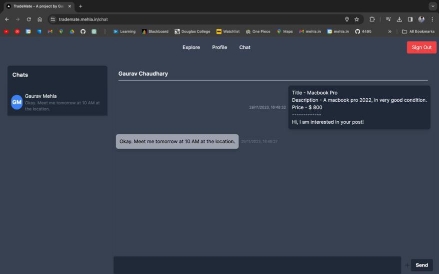 TradeMate - A project by Gu
trademate.mehla.in/chat
Learning
Blackboard
Douglas College
Watchlist
One Piece
Maps
mehla.in
mehla.in
All Bookmarks
Explore
Profile
Chat
Sign Out
Chats
GM
Gaurav Mehla
Okay. Meet me tomorrow at 10 AM at the location.
Gaurav Chaudhary
Title - Macbook Pro
Description - A macbook pro 2022, in very good condition.
Price - $ 800
-------------
Hi, I am interested in your post!
Okay. Meet me tomorrow at 10 AM at the location.
Send